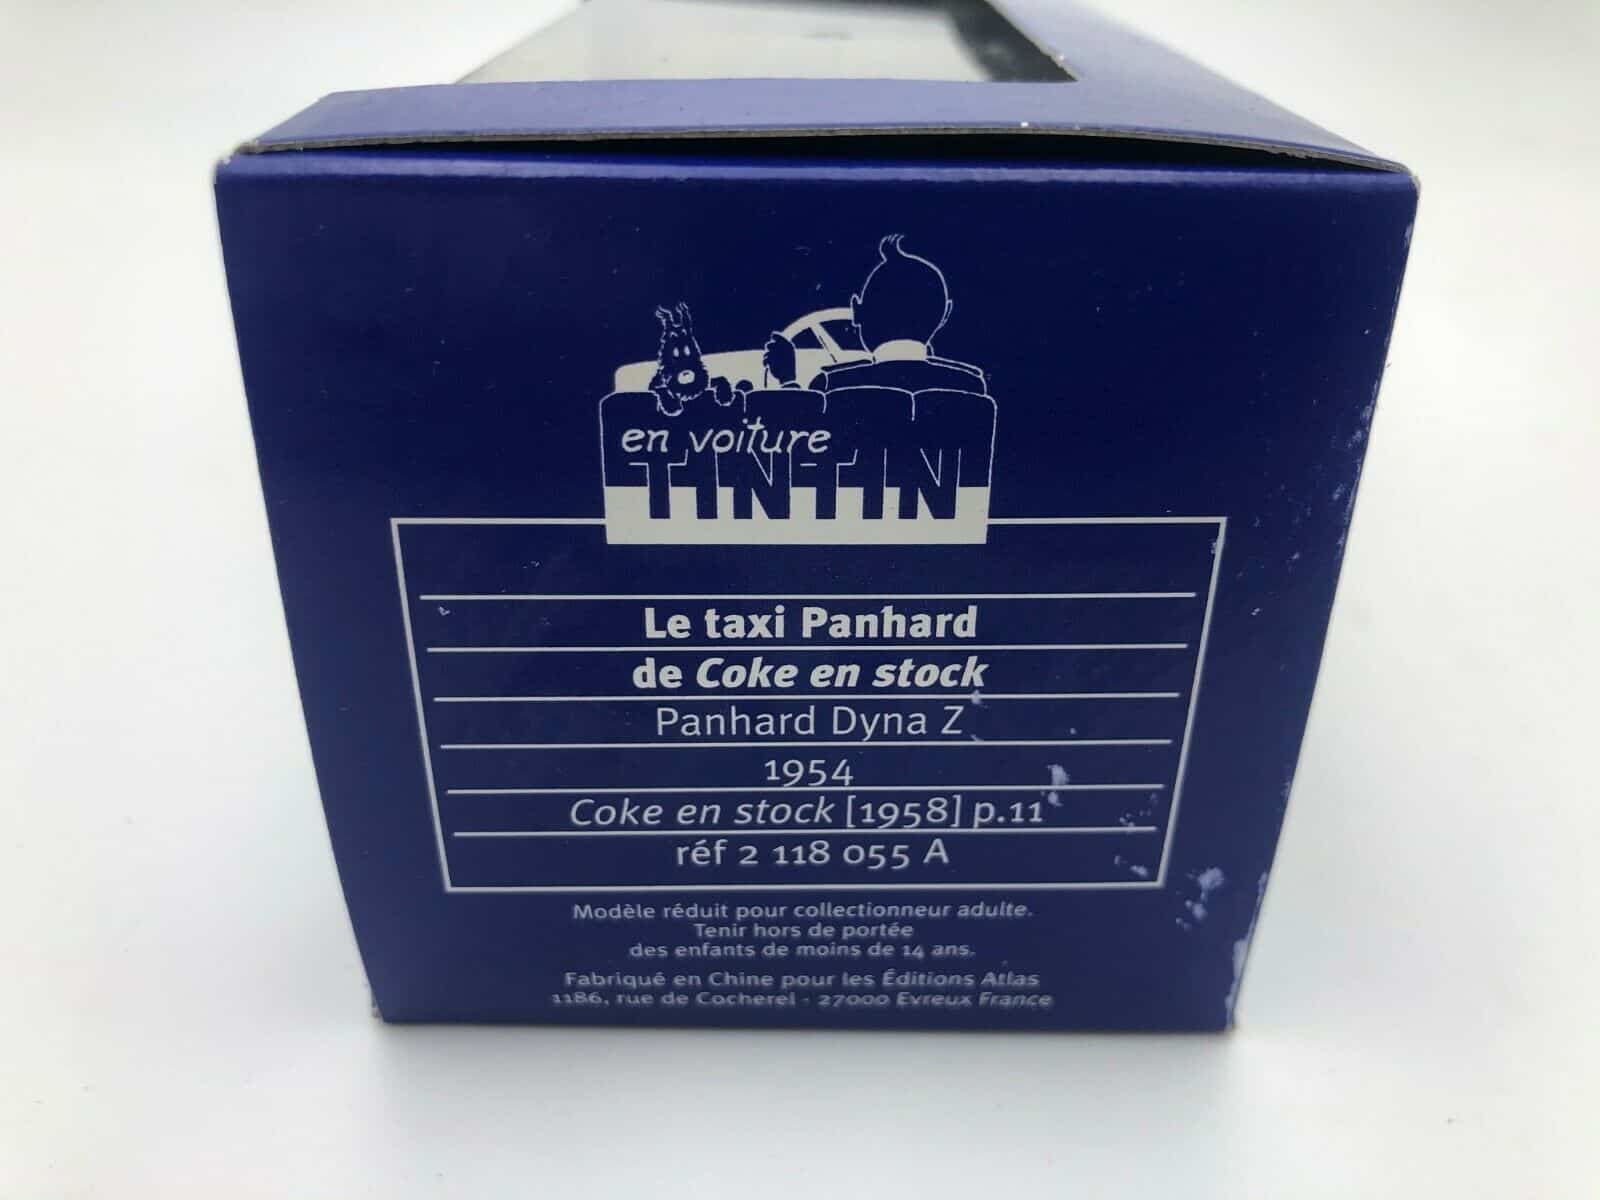 en voiture
TINTIN
Le taxi Panhard
de Coke en stock
Panhard Dyna Z
1954
Coke en stock [1958] p.11
réf 2 118 055 A
Modèle réduit pour collectionneur adulte.
Tenir hors de portée
des enfants de moins de 14 ans.
Fabriqué en Chine pour les Éditions Atlas
1186, rue de Cocherel - 27000 Evreux France